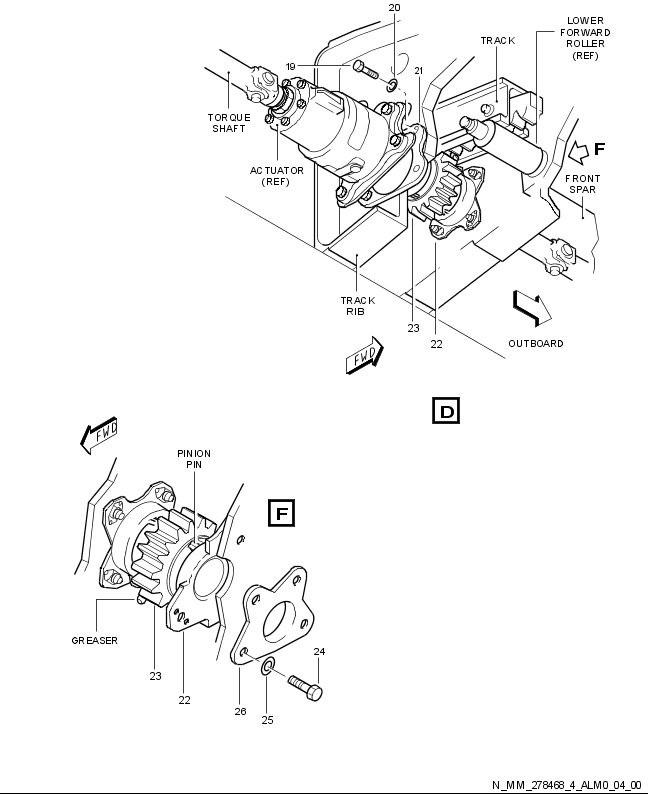 20
LOWER
FORWARD
ROLLER
(REF)
TRACK
19
21
TORQUE
SHAFT
F
ACTUATOR
(REF)
FRONT
SPAR
TRACK
RIB
23
22
OUTBOARD
FWD
D
FWD
PINION
PIN
F
GREASER
24
23
22
26
25
N_MM_278468_4_ALM0_04_00